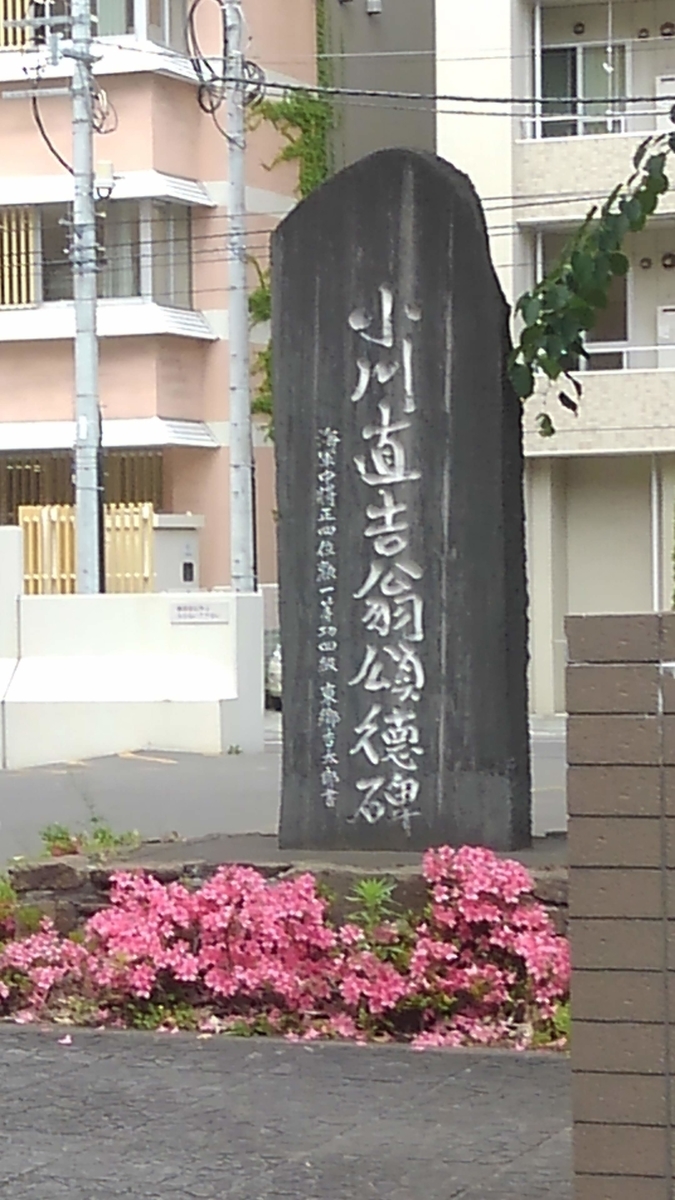 小川直吉翁頌徳碑
海軍中将正四位勲一等功四級 東郷吉太郎書